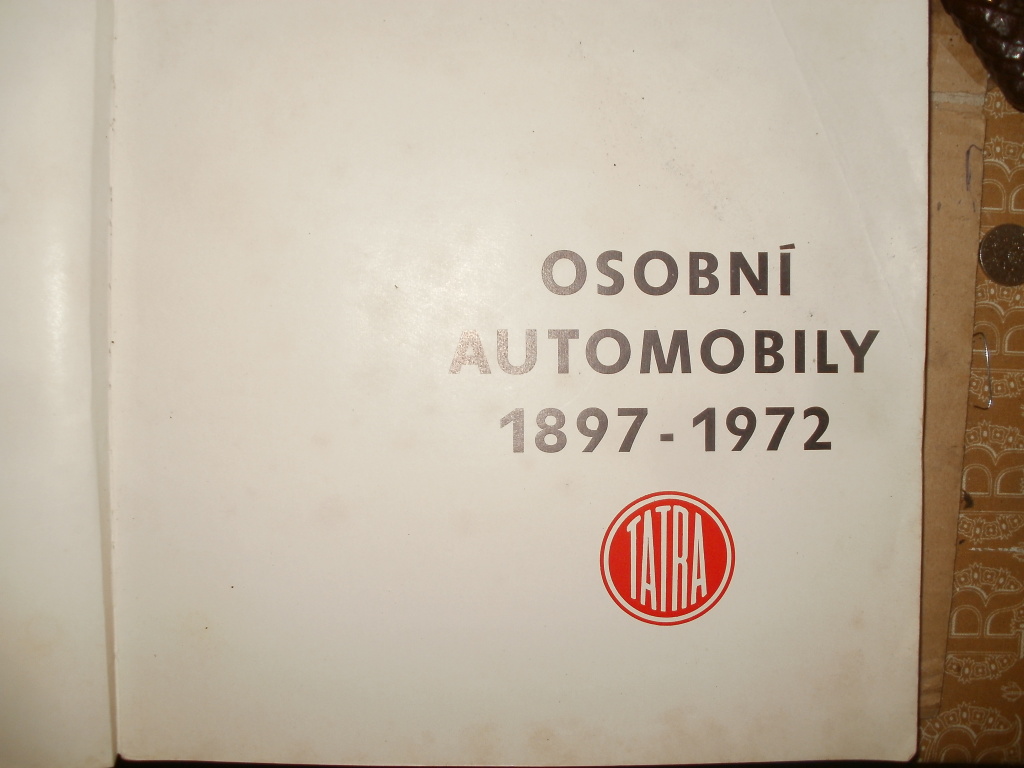 OSOBNÍ
AUTOMOBILY
1897-1972
TATRA